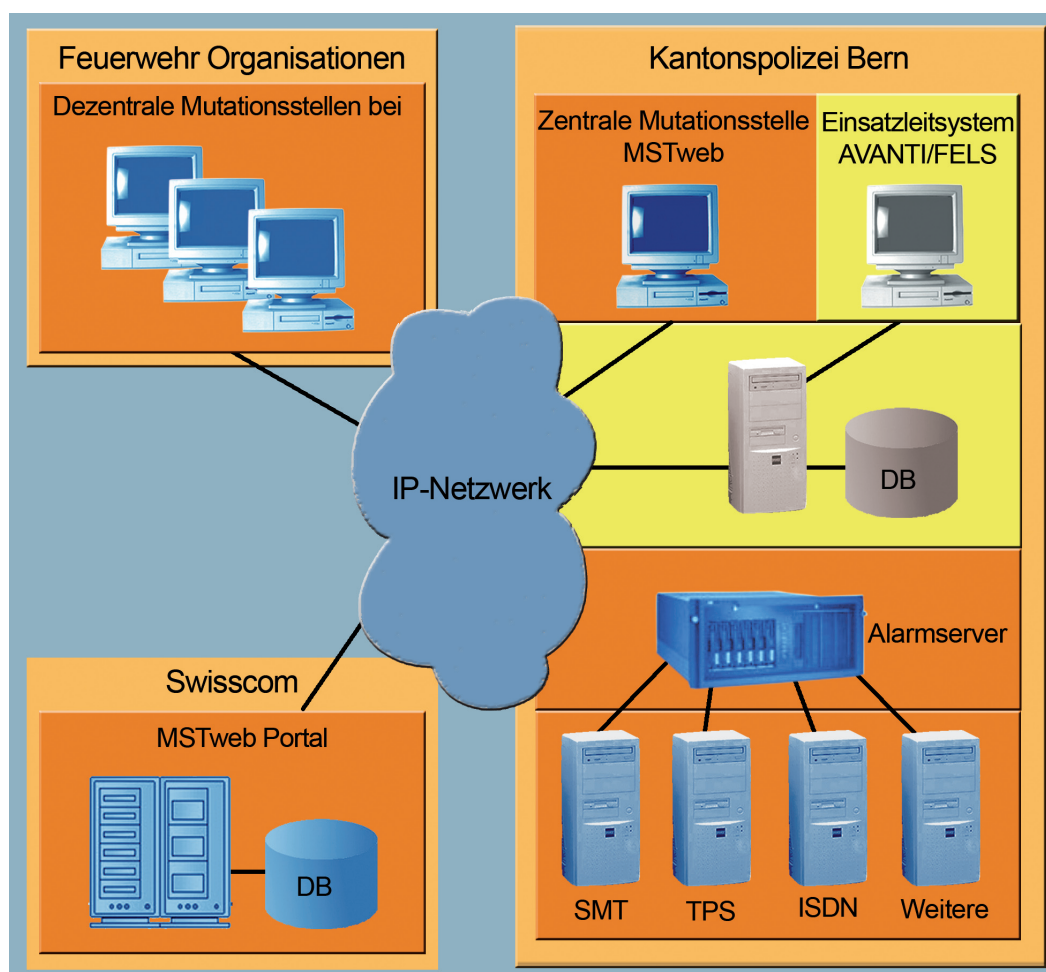 Feuerwehr Organisationen
Dezentrale Mutationsstellen bei
Kantonspolizei Bern
Zentrale Mutationsstelle
MSTweb
Einsatzleitsystem
AVANTI/FELS
IP-Netzwerk
DB
Alarmserver
Swisscom
MSTweb Portal
DB
SMT
TPS
ISDN
Weitere